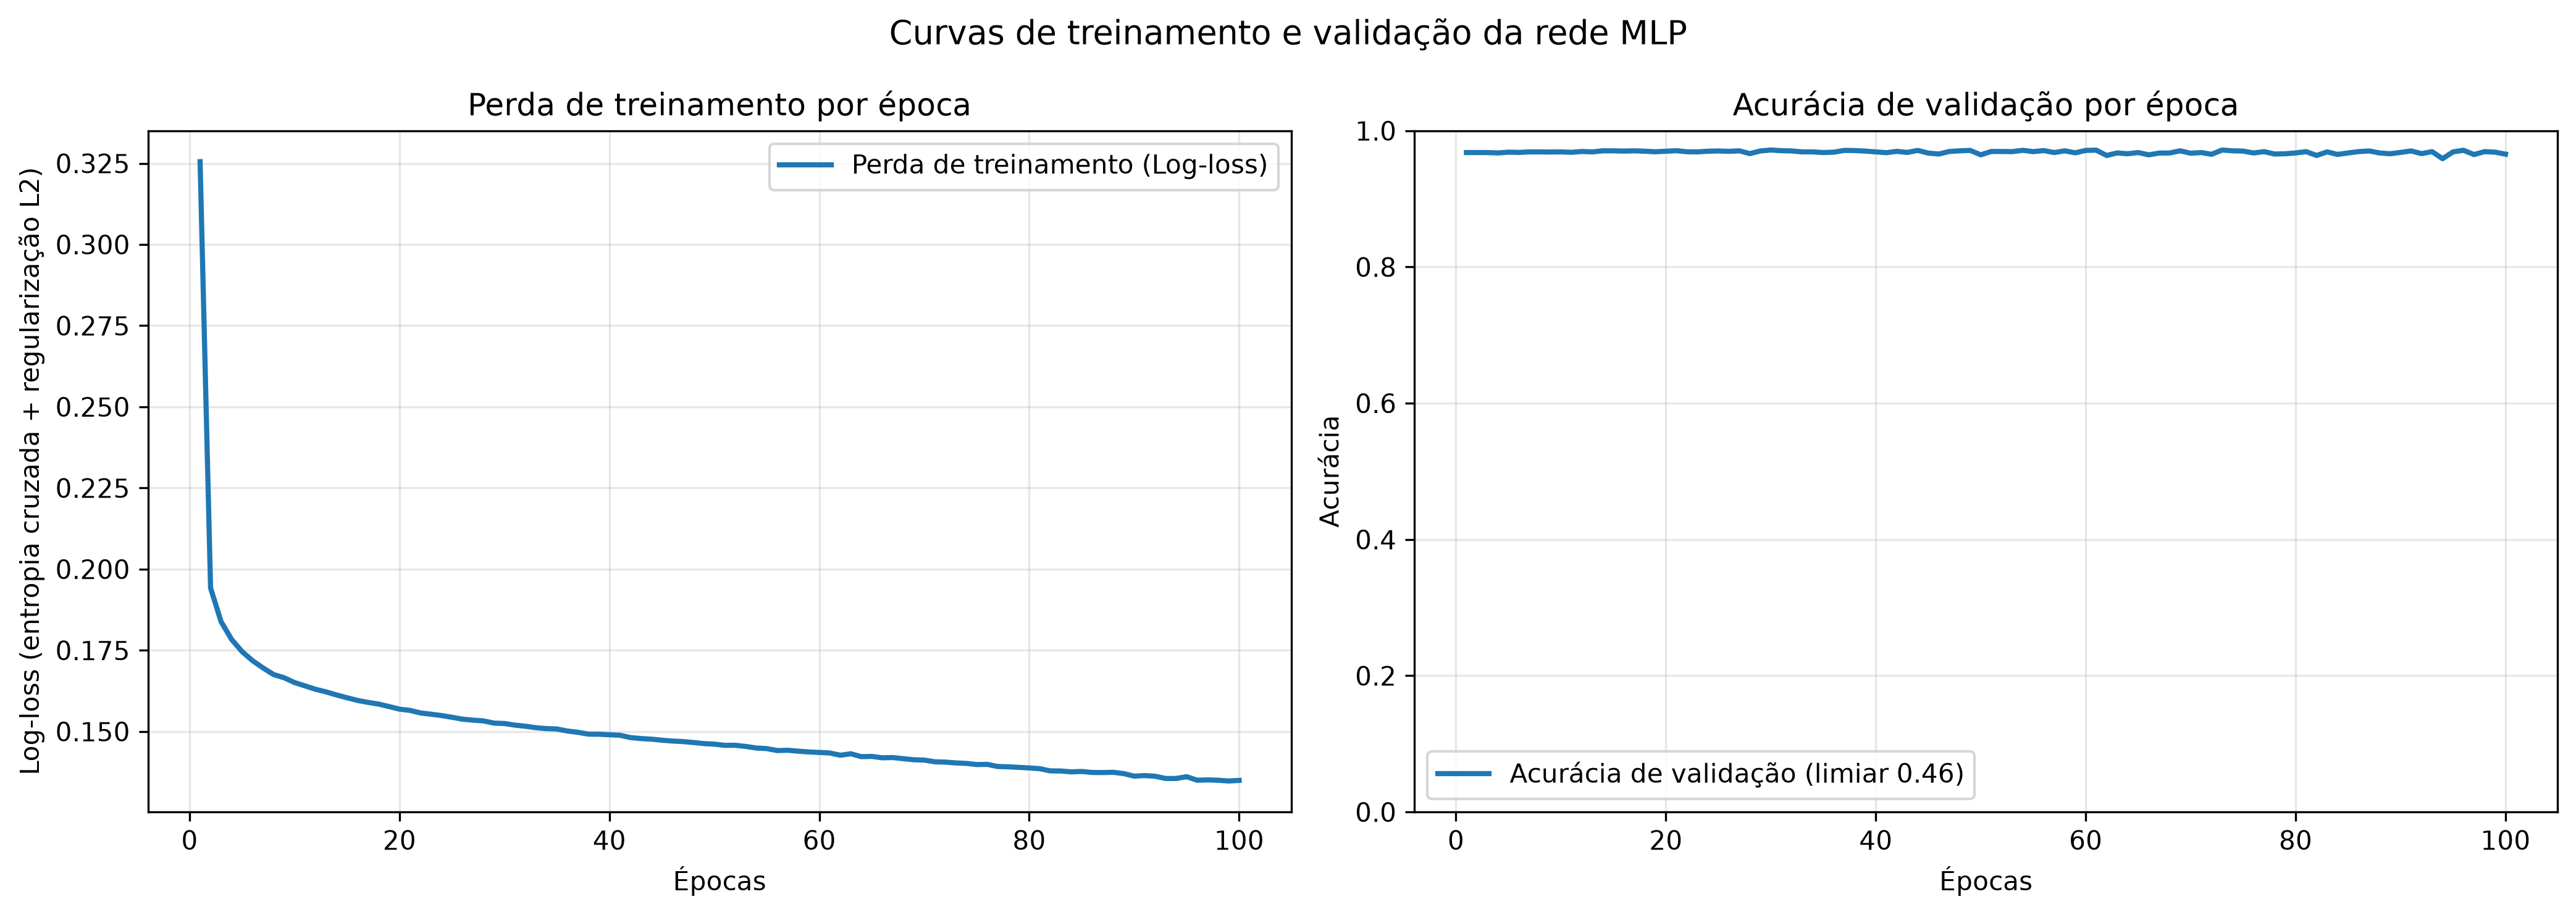 Curvas de treinamento e validação da rede MLP
Perda de treinamento por época
Log-loss (entropia cruzada + regularização L2)
0.325
0.300
0.275
0.250
0.225
0.200
0.175
0.150
Perda de treinamento (Log-loss)
0 20 40 60 80 100
Épocas
Acurácia de validação por época
Acurácia
1.0
0.8
0.6
0.4
0.2
0.0
Acurácia de validação (limiar 0.46)
0 20 40 60 80 100
Épocas